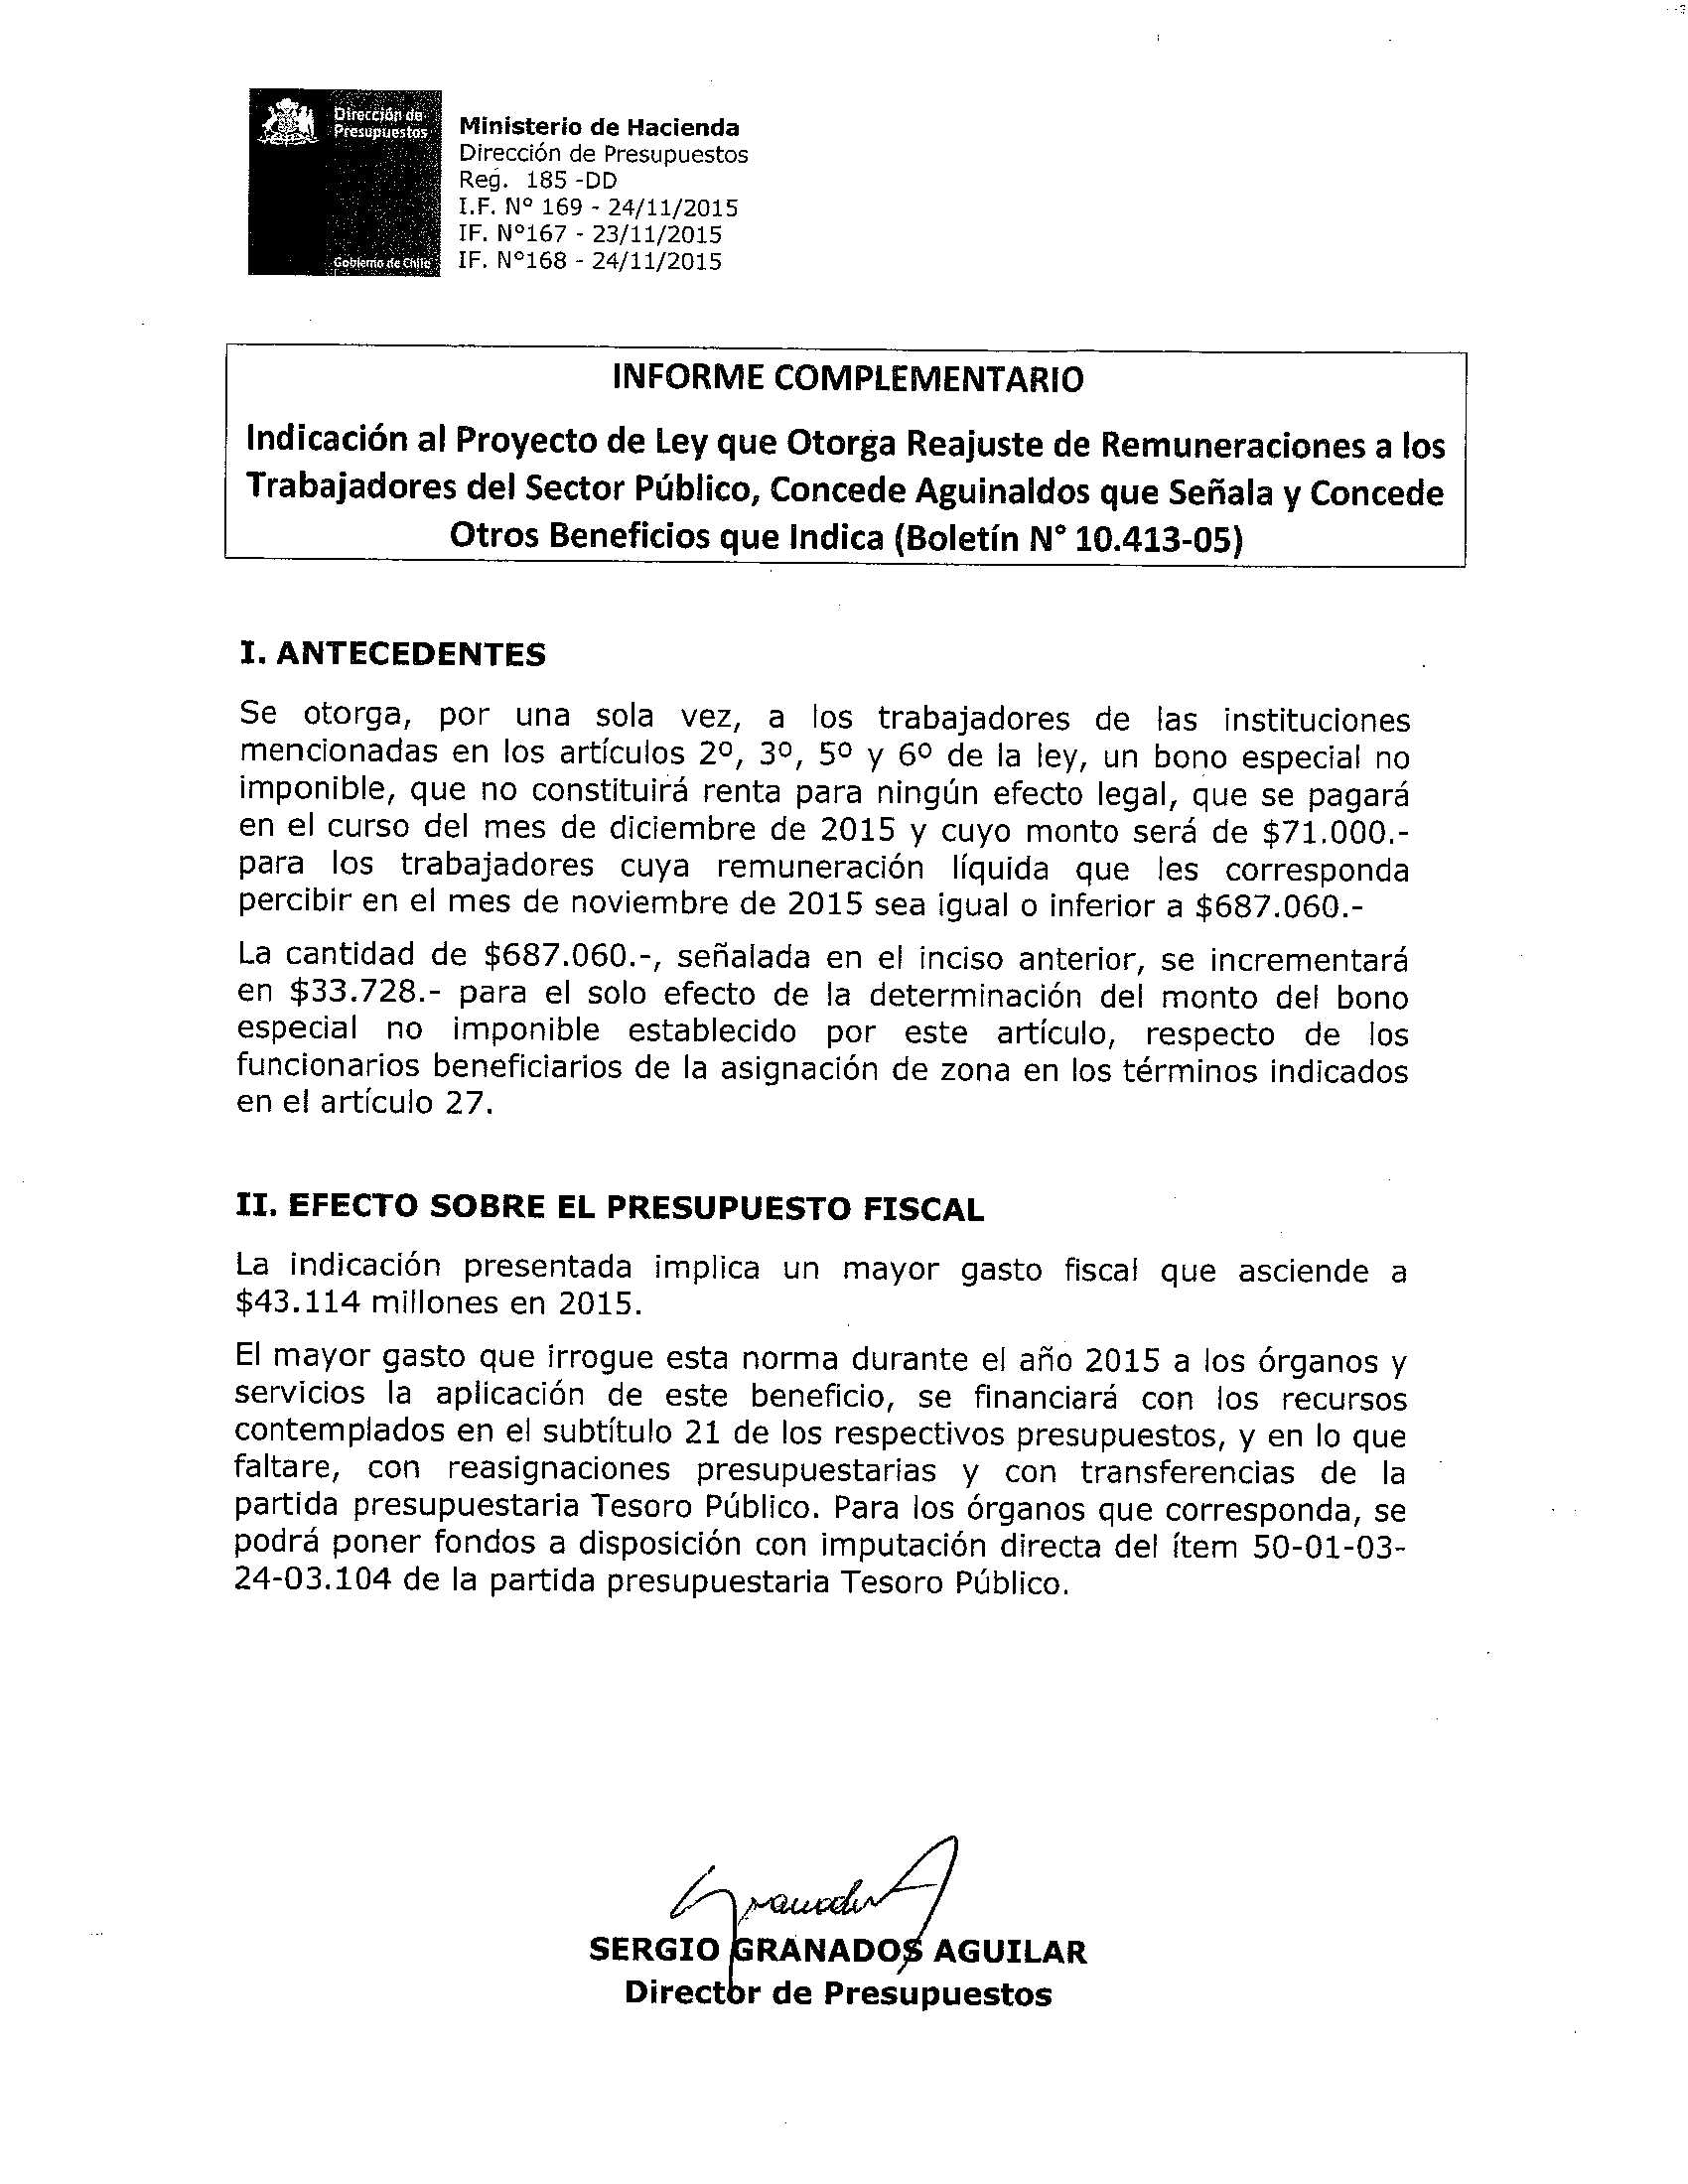 Dirección de
Presupuestos
Gobierno de Chile
Ministerio de Hacienda
Dirección de Presupuestos
Reg. 185 -DD
I.F. Nº 169 - 24/11/2015
IF. Nº167 - 23/11/2015
IF. Nº168 - 24/11/2015
INFORME COMPLEMENTARIO
Indicación al Proyecto de Ley que Otorga Reajuste de Remuneraciones a los
Trabajadores del Sector Público, Concede Aguinaldos que Señala y Concede
Otros Beneficios que Indica (Boletín N° 10.413-05)
I. ANTECEDENTES
Se otorga, por una sola vez, a los trabajadores de las instituciones
mencionadas en los artículos 2º, 3º, 5º y 6º de la ley, un bono especial no
imponible, que no constituirá renta para ningún efecto legal, que se pagará
en el curso del mes de diciembre de 2015 y cuyo monto será de $71.000.-
para los trabajadores cuya remuneración líquida que les corresponda
percibir en el mes de noviembre de 2015 sea igual o inferior a $687.060.-
La cantidad de $687.060.-, señalada en el inciso anterior, se incrementará
en $33.728.- para el solo efecto de la determinación del monto del bono
especial no imponible establecido por este artículo, respecto de los
funcionarios beneficiarios de la asignación de zona en los términos indicados
en el artículo 27.
II. EFECTO SOBRE EL PRESUPUESTO FISCAL
La indicación presentada implica un mayor gasto fiscal que asciende a
$43.114 millones en 2015.
El mayor gasto que irrogue esta norma durante el año 2015 a los órganos y
servicios la aplicación de este beneficio, se financiará con los recursos
contemplados en el subtítulo 21 de los respectivos presupuestos, y en lo que
faltare, con reasignaciones presupuestarias y con transferencias de la
partida presupuestaria Tesoro Público. Para los órganos que corresponda, se
podrá poner fondos a disposición con imputación directa del ítem 50-01-03-
24-03.104 de la partida presupuestaria Tesoro Público.
SERGIO GRANADOS AGUILAR
Director de Presupuestos